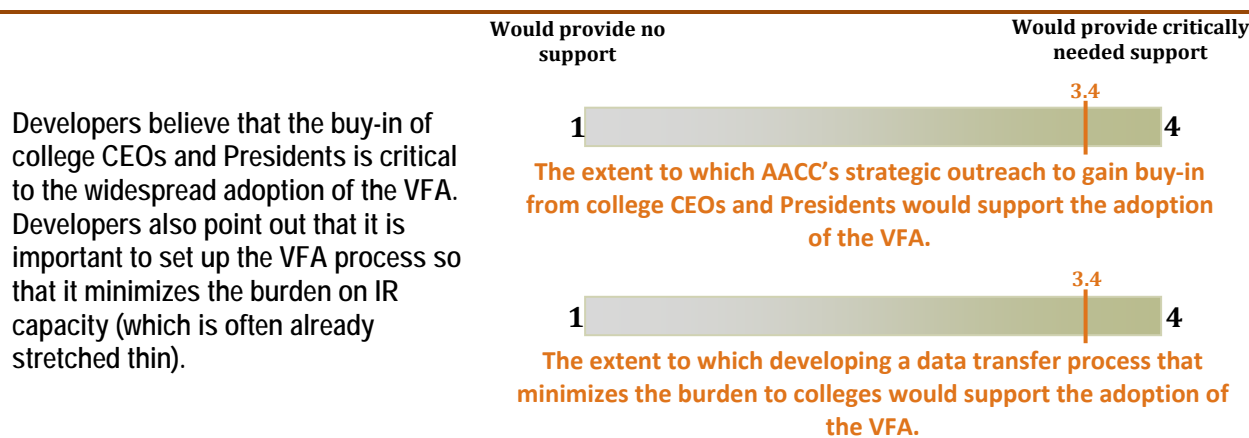 Would provide no
support
Would provide critically
needed support
Developers believe that the buy-in of
college CEOs and Presidents is critical
to the widespread adoption of the VFA.
Developers also point out that it is
important to set up the VFA process so
that it minimizes the burden on IR
capacity (which is often already
stretched thin).
3.4
1
4
The extent to which AACC’s strategic outreach to gain buy-in
from college CEOs and Presidents would support the adoption
of the VFA.
3.4
1
4
The extent to which developing a data transfer process that
minimizes the burden to colleges would support the adoption of
the VFA.